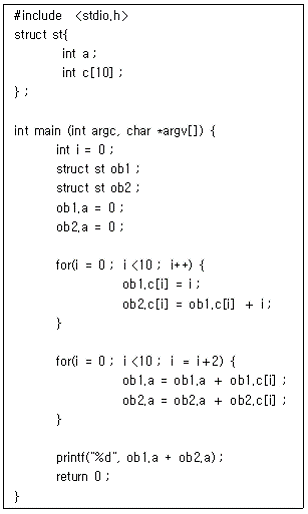 #include <stdio.h>
struct st{
int a;
int c[10];
};
int main (int argc, char *argv[]) {
int i = 0;
struct st ob1;
struct st ob2;
ob1.a = 0;
ob2.a = 0;
for(i = 0; i <10; i++) {
ob1.c[i] = i;
ob2.c[i] = ob1.c[i] + i;
}
for(i = 0; i <10; i = i+2) {
ob1.a = ob1.a + ob1.c[i];
ob2.a = ob2.a + ob2.c[i];
}
printf("%d", ob1.a + ob2.a);
return 0;
}